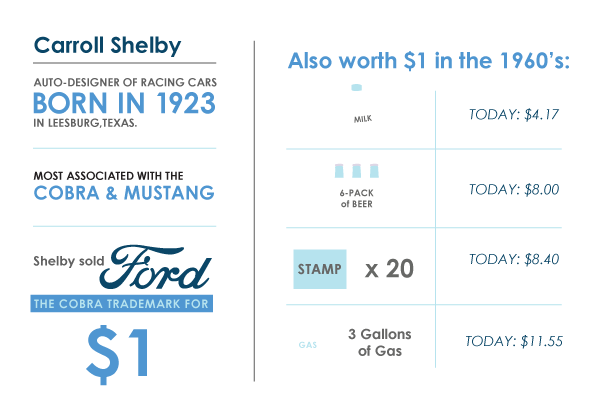 Carroll Shelby
AUTO-DESIGNER OF RACING CARS
BORN IN 1923
IN LEESBURG,TEXAS.
MOST ASSOCIATED WITH THE
COBRA & MUSTANG
Shelby sold Ford
THE COBRA TRADEMARK FOR
$1
Also worth $1 in the 1960's:
MILK
TODAY: $4.17
6-PACK
of BEER
TODAY: $8.00
STAMP x 20
TODAY: $8.40
GAS
3 Gallons
of Gas
TODAY: $11.55